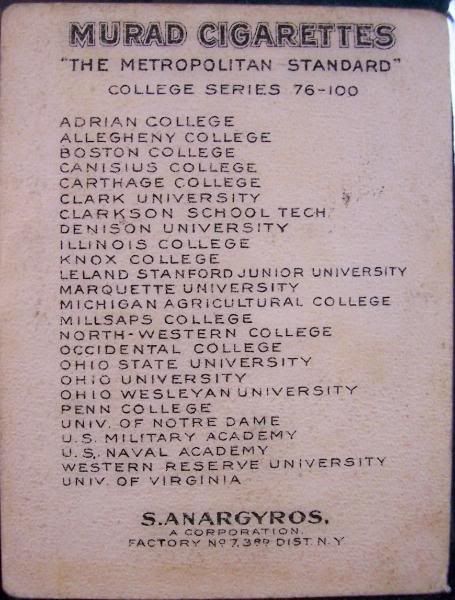 MURAD CIGARETTES
"THE METROPOLITAN STANDARD"
COLLEGE SERIES 76-100
ADRIAN COLLEGE
ALLEGHENY COLLEGE
BOSTON COLLEGE
CANISIUS COLLEGE
CARTHAGE COLLEGE
CLARK UNIVERSITY
CLARKSON SCHOOL TECH.
DENISON UNIVERSITY
ILLINOIS COLLEGE
KNOX COLLEGE
LELAND STANFORD JUNIOR UNIVERSITY
MARQUETTE UNIVERSITY
MICHIGAN AGRICULTURAL COLLEGE
MILLSAPS COLLEGE
NORTH-WESTERN COLLEGE
OCCIDENTAL COLLEGE
OHIO STATE UNIVERSITY
OHIO UNIVERSITY
OHIO WESLEYAN UNIVERSITY
PENN COLLEGE
UNIV. OF NOTRE DAME
U.S. MILITARY ACADEMY
U.S. NAVAL ACADEMY
WESTERN RESERVE UNIVERSITY
UNIV. OF VIRGINIA
S. ANARGYROS,
A CORPORATION.
FACTORY Nº 7, 3RD DIST. N.Y